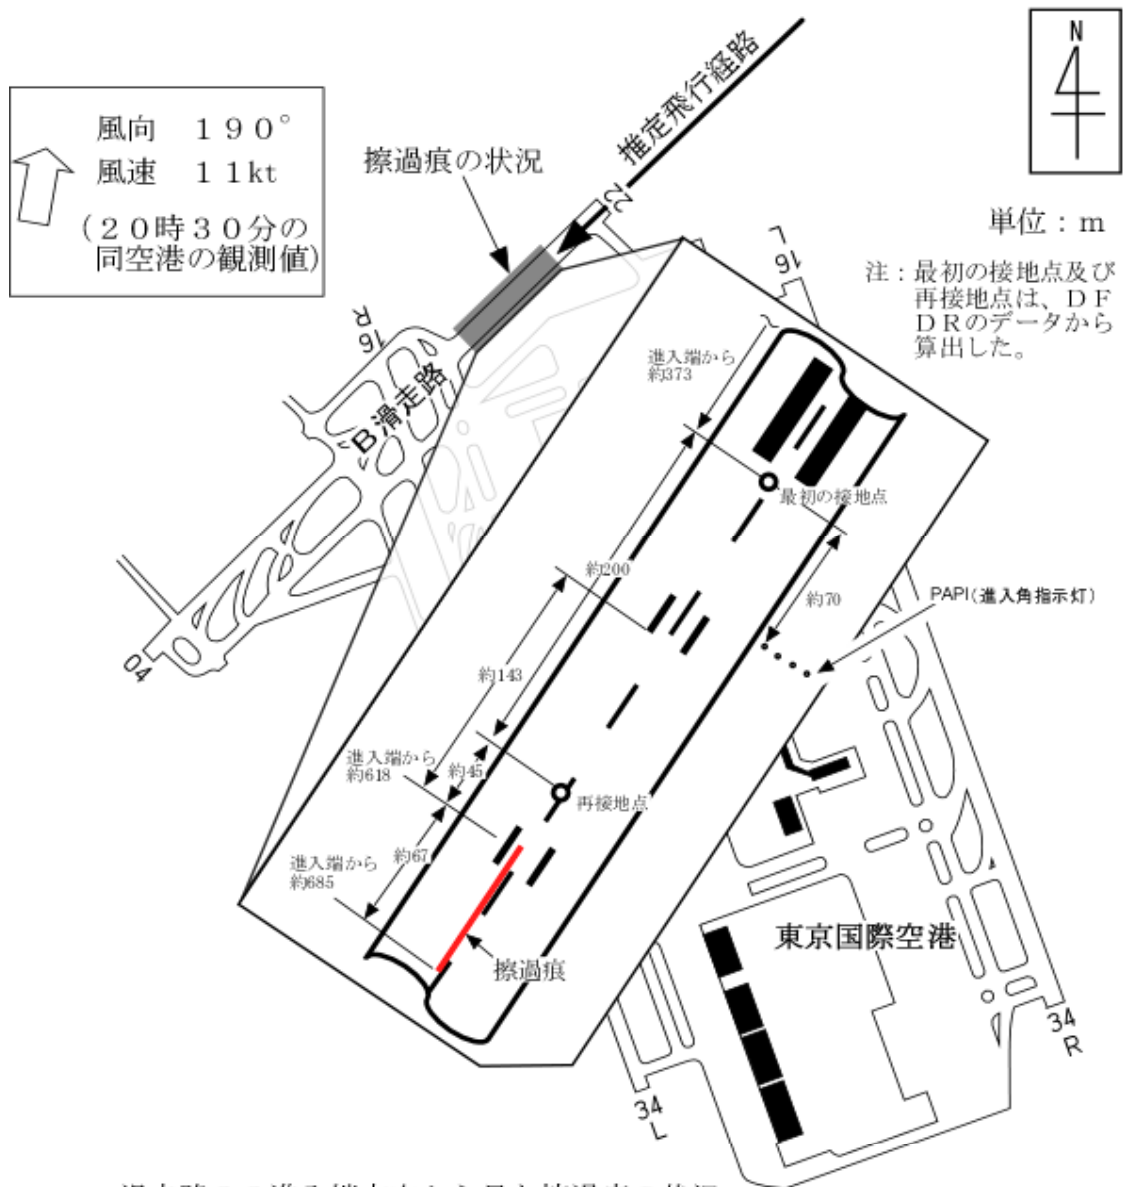 風向　１９０°
風速　１１kt
（２０時３０分の
同空港の観測値）
擦過痕の状況
推定飛行経路
N
単位：m
注：最初の接地点及び
再接地点は、ＤＦ
ＤＲのデータから
算出した。
22
16 L
16 R
B滑走路
04
進入端から
約373
最初の接地点
約200
約70
PAPI(進入角指示灯)
約143
進入端から
約618
約45
再接地点
約67
進入端から
約685
擦過痕
東京国際空港
34 R
34 L